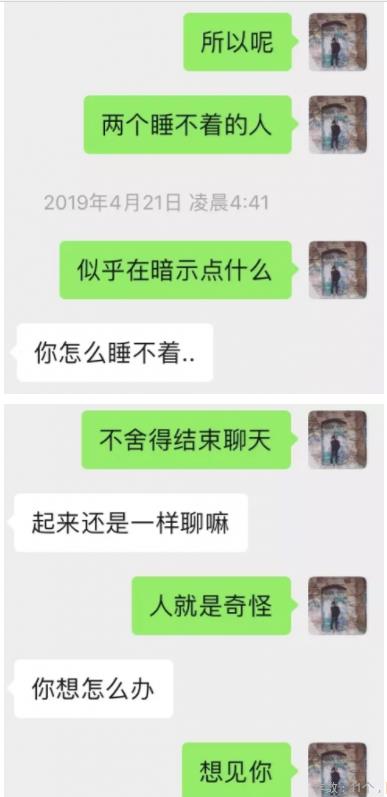 所以呢
两个睡不着的人
2019年4月21日 凌晨4:41
似乎在暗示点什么
你怎么睡不着..
不舍得结束聊天
起来还是一样聊嘛
人就是奇怪
你想怎么办
想见你